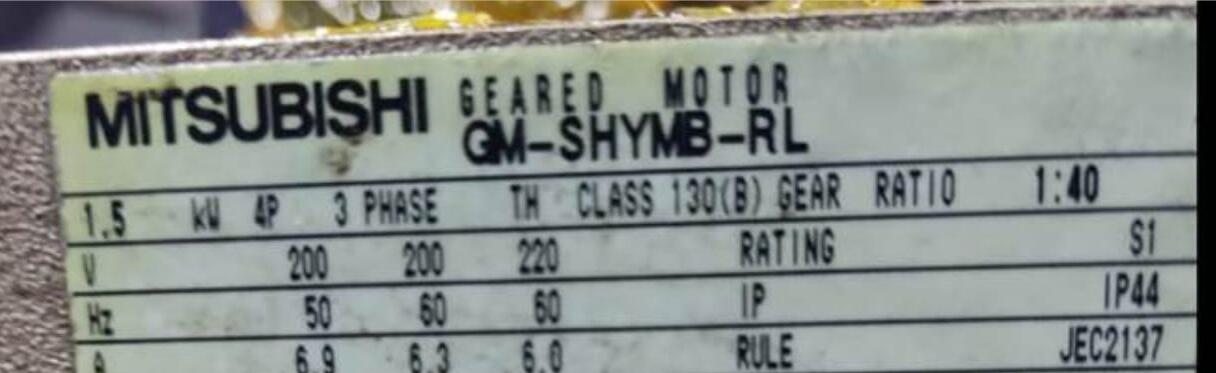 MITSUBISHI GEARED MOTOR
GM-SHYMB-RL
1.5 kW 4P 3 PHASE TH CLASS 130(B) GEAR RATIO 1:40
V 200 200 220 RATING S1
Hz 50 60 60 IP IP44
A 6.9 6.3 6.0 RULE JEC2137